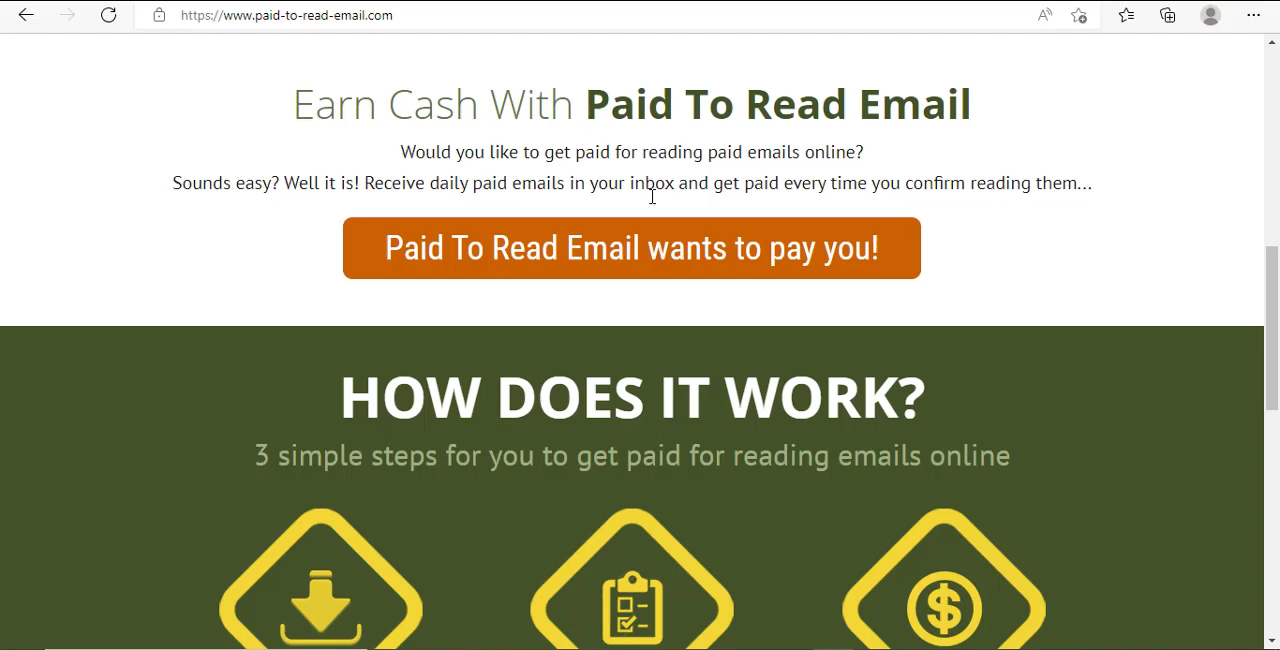 https://www.paid-to-read-email.com
Earn Cash With Paid To Read Email
Would you like to get paid for reading paid emails online?
Sounds easy? Well it is! Receive daily paid emails in your inbox and get paid every time you confirm reading them...
Paid To Read Email wants to pay you!
HOW DOES IT WORK?
3 simple steps for you to get paid for reading emails online